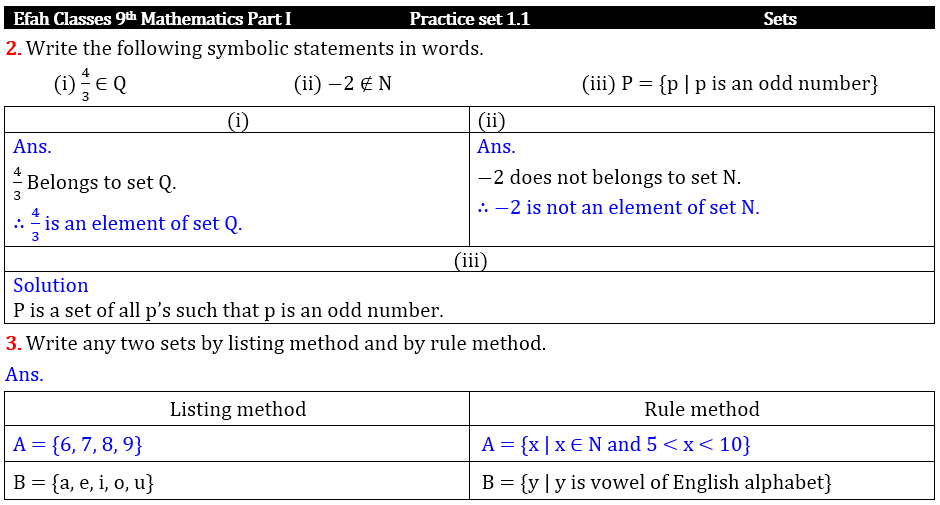 Efah Classes 9th Mathematics Part I Practice set 1.1 Sets
2. Write the following symbolic statements in words.
(i) 4/3 ∈ Q (ii) −2 ∉ N (iii) P = {p | p is an odd number}
(i) (ii)
Ans. Ans.
4/3 Belongs to set Q. −2 does not belongs to set N.
∴ 4/3 is an element of set Q. ∴ −2 is not an element of set N.
(iii)
Solution
P is a set of all p’s such that p is an odd number.
3. Write any two sets by listing method and by rule method.
Ans.
Listing method Rule method
A = {6, 7, 8, 9} A = {x | x ∈ N and 5 < x < 10}
B = {a, e, i, o, u} B = {y | y is vowel of English alphabet}